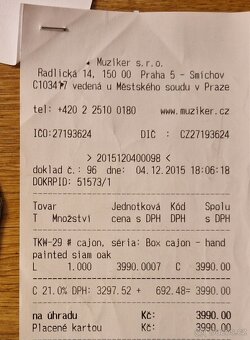 Muziker s.r.o.
Radlická 14, 150 00 Praha 5 - Smíchov
C103417 vedená u Městského soudu v Praze
tel: +420 2 2510 0180 www.muziker.cz
IČO:27193624 DIČ : CZ27193624
> 2015120400098 <
doklad č.: 96 dne 04.12.2015 18:06:18
DOKRPID: 51573/1
Tovar Jednotková Kód Spolu
T Množství cena s DPH DPH s DPH
TKW-29 # cajon, séria: Box cajon - hand
painted siam oak
L 1.000 3990.0007 C 3990.00
C 21.0% DPH: 3297.52 + 692.48= 3990.00
na úhradu Kč: 3990.00
Placené kartou Kč: 3990.00